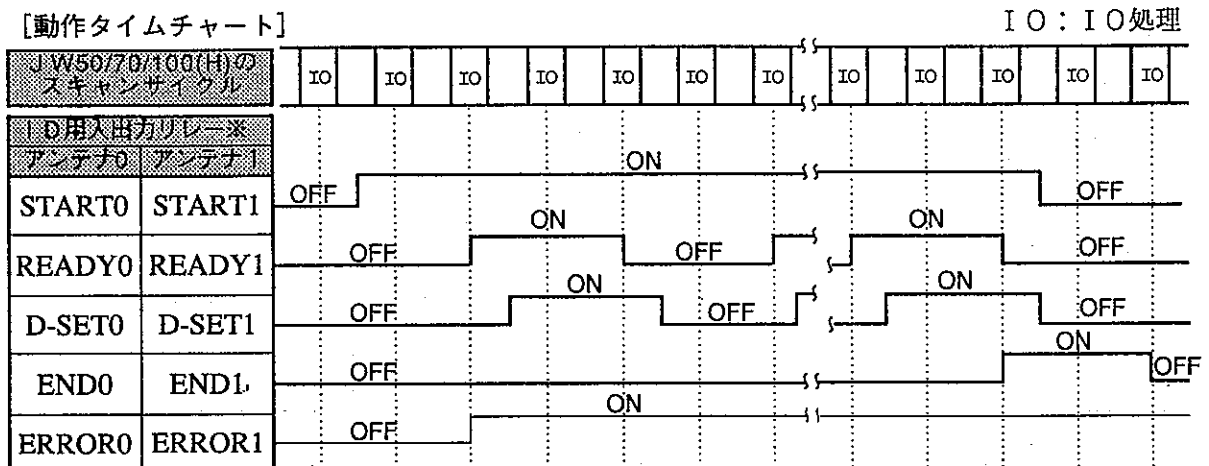 [動作タイムチャート]
IO:IO処理
JW50/70/100(H)の
スキャンサイクル
IO IO IO IO IO IO IO IO IO IO IO IO
ID用入出力リレー※
アンテナ0 アンテナ1
START0 START1 OFF ON OFF
READY0 READY1 OFF ON OFF ON OFF
D-SET0 D-SET1 OFF ON OFF ON OFF
END0 END1 OFF ON OFF
ERROR0 ERROR1 OFF ON